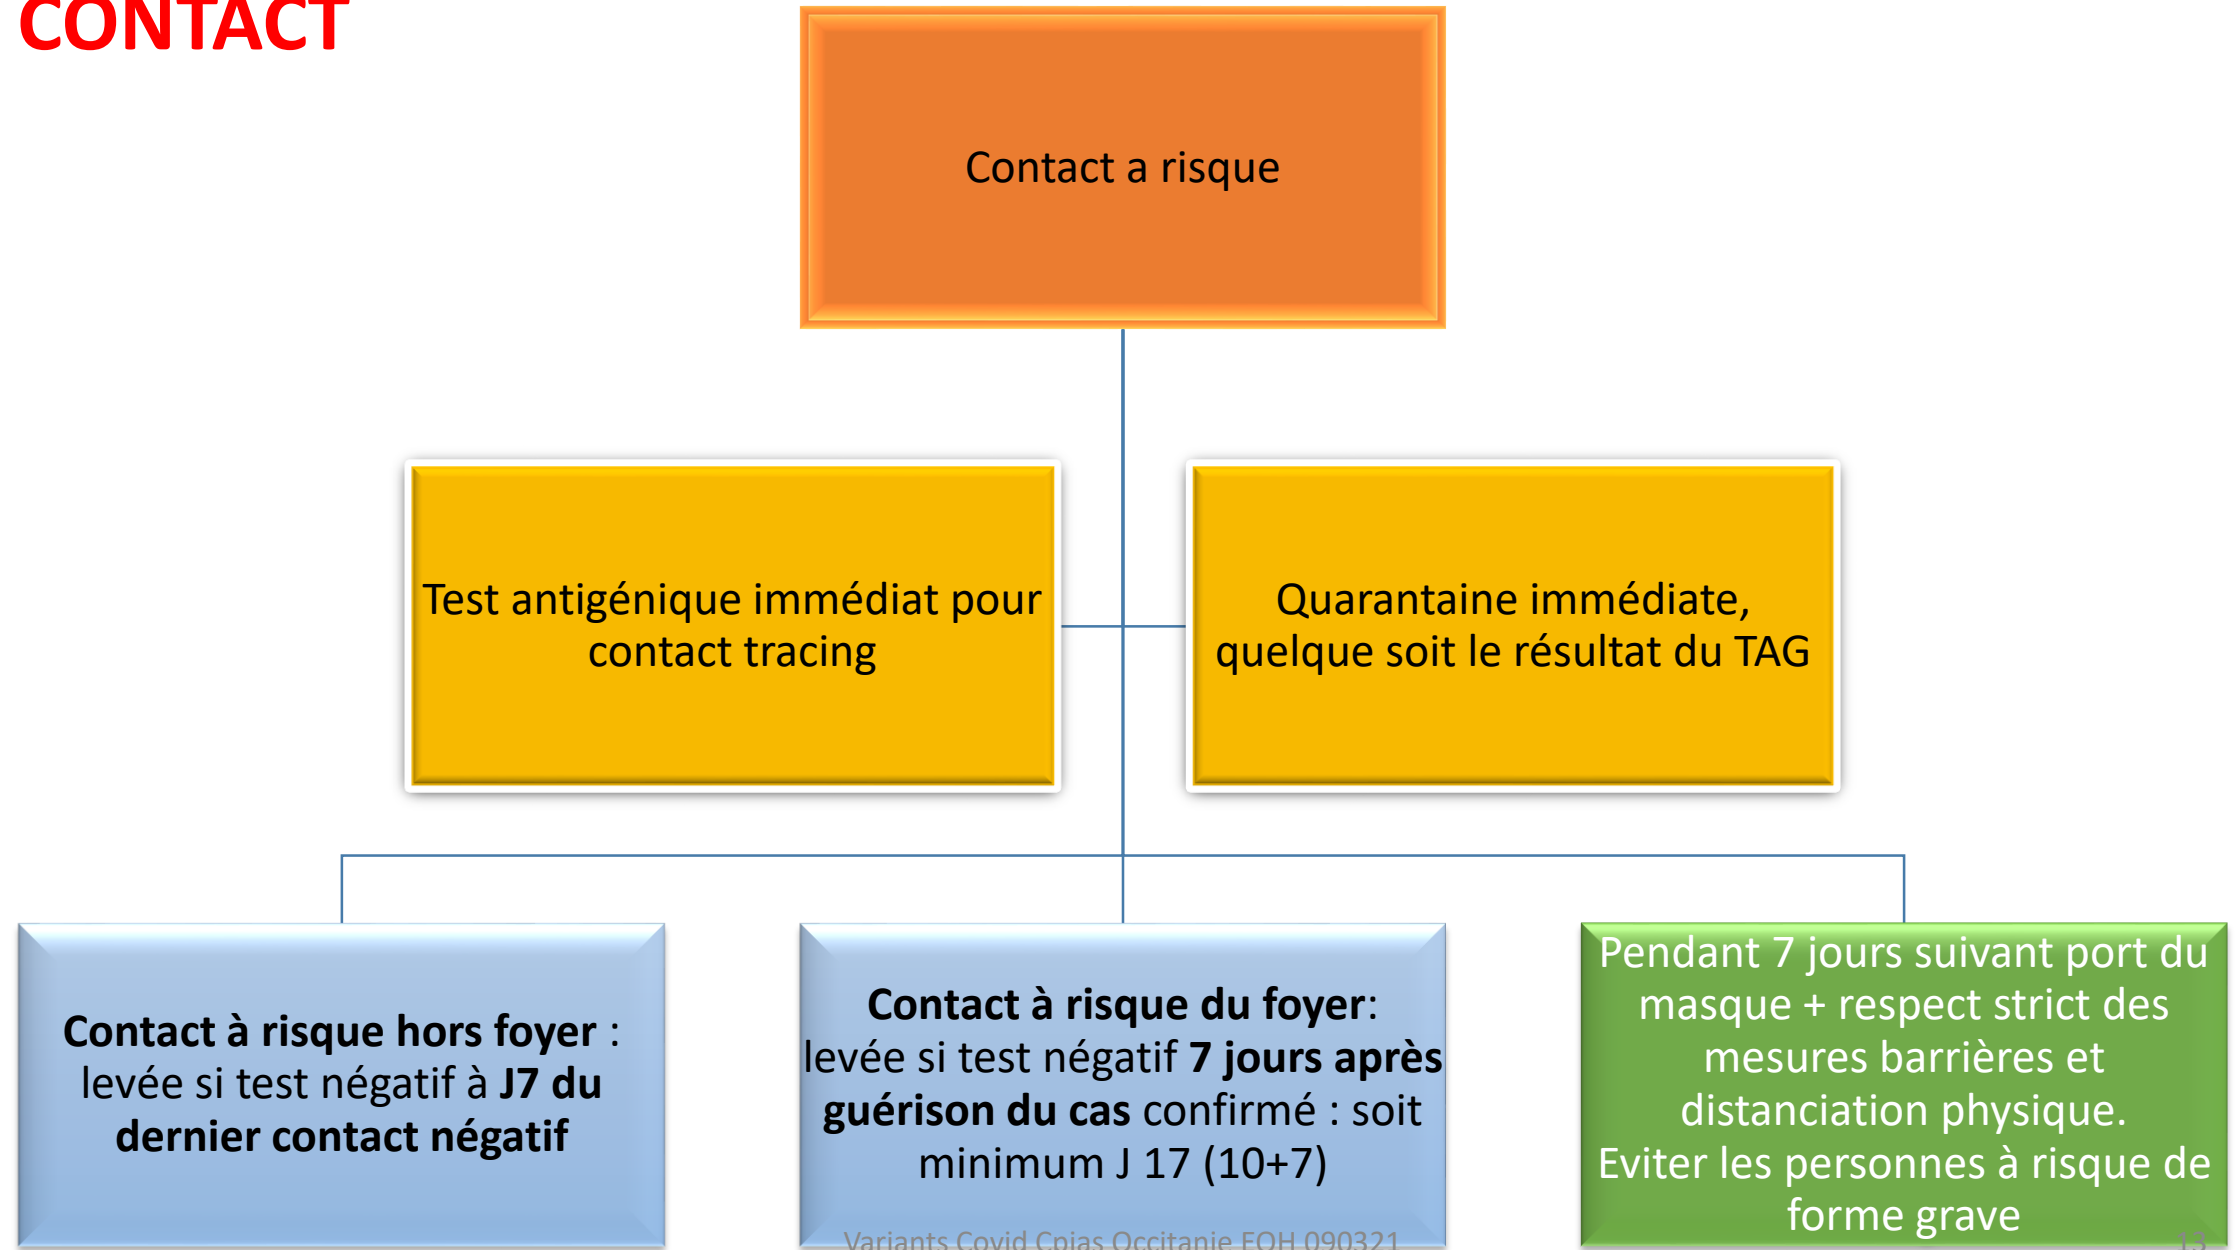 CONTACT
Contact a risque
Test antigénique immédiat pour
contact tracing
Quarantaine immédiate,
quelque soit le résultat du TAG
Contact à risque hors foyer :
levée si test négatif à J7 du
dernier contact négatif
Contact à risque du foyer:
levée si test négatif 7 jours après
guérison du cas confirmé : soit
minimum J 17 (10+7)
Pendant 7 jours suivant port du
masque + respect strict des
mesures barrières et
distanciation physique.
Eviter les personnes à risque de
forme grave
Variants Covid Cpias Occitanie EOH 090321
13